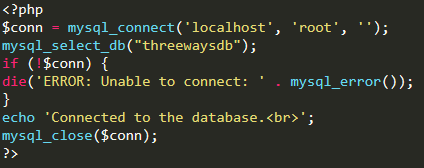 <?php
$conn = mysql_connect('localhost', 'root', '');
mysql_select_db("threewaysdb");
if (!$conn) {
die('ERROR: Unable to connect: ' . mysql_error());
}
echo 'Connected to the database.<br>';
mysql_close($conn);
?>